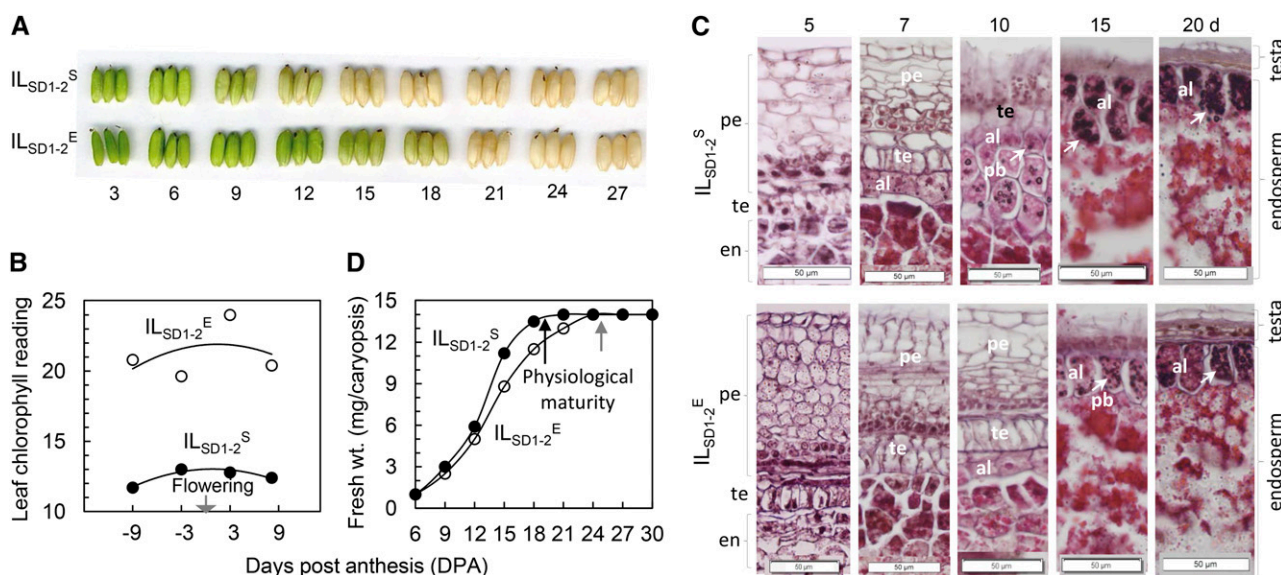 A
IL_SD1-2^S
IL_SD1-2^E
3 6 9 12 15 18 21 24 27
B
Leaf chlorophyll reading
25
20
15
10
IL_SD1-2^E
IL_SD1-2^S
Flowering
-9 -3 3 9
Days post anthesis (DPA)
D
Fresh wt. (mg/caryopsis)
15
12
9
6
3
0
IL_SD1-2^S
Physiological
maturity
IL_SD1-2^E
6 9 12 15 18 21 24 27 30
C
5 7 10 15 20 d
IL_SD1-2^S
pe
te
en
pe
te
al
te
al
pb
al
al
testa
endosperm
50 µm 50 µm 50 µm 50 µm 50 µm
IL_SD1-2^E
pe
te
en
pe
te
pe
te
al
al
pb
al
testa
endosperm
50 µm 50 µm 50 µm 50 µm 50 µm